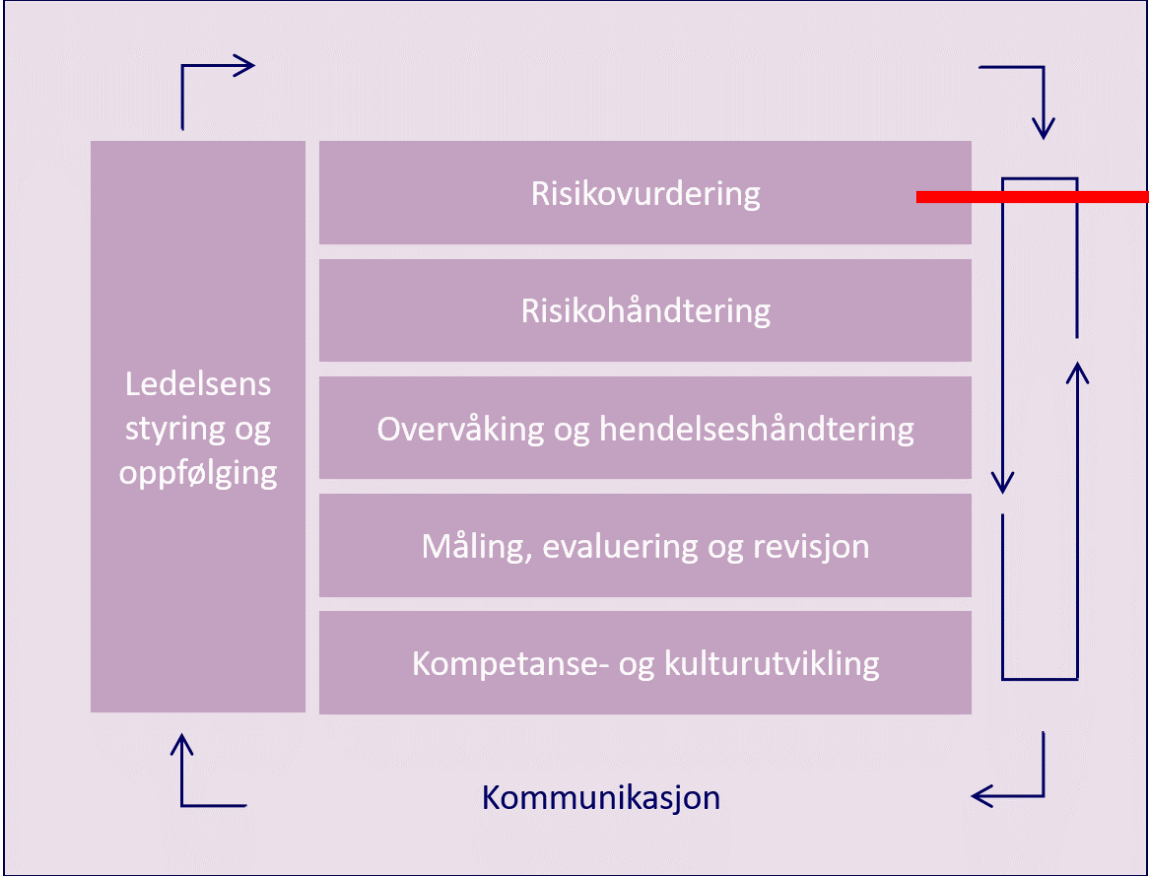 Ledelsens
styring og
oppfølging
Risikovurdering
Risikohåndtering
Overvåking og hendelseshåndtering
Måling, evaluering og revisjon
Kompetanse- og kulturutvikling
Kommunikasjon